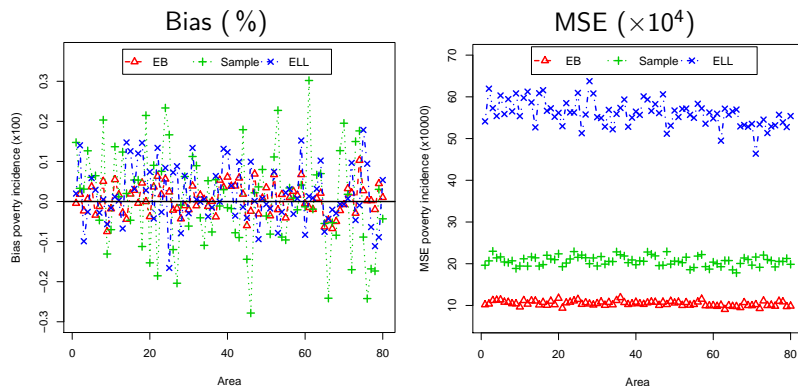 Bias (%)
EB Sample ELL
Bias poverty incidence (x100)
0.3
0.2
0.1
0.0
−0.1
−0.2
−0.3
0 20 40 60 80
Area
MSE (×10⁴)
EB Sample ELL
MSE poverty incidence (x10000)
70
60
50
40
30
20
10
0 20 40 60 80
Area